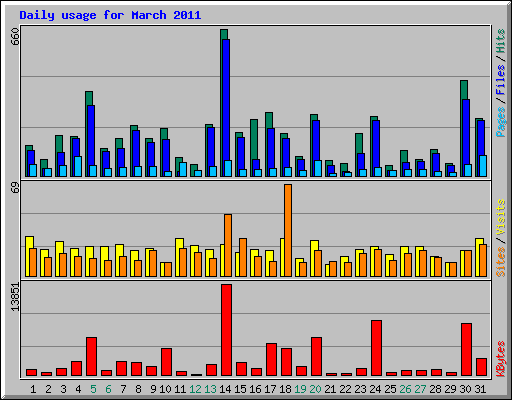 Daily usage for March 2011
660
Pages / Files / Hits
69
Sites / Visits
13851
KBytes
1 2 3 4 5 6 7 8 9 10 11 12 13 14 15 16 17 18 19 20 21 22 23 24 25 26 27 28 29 30 31